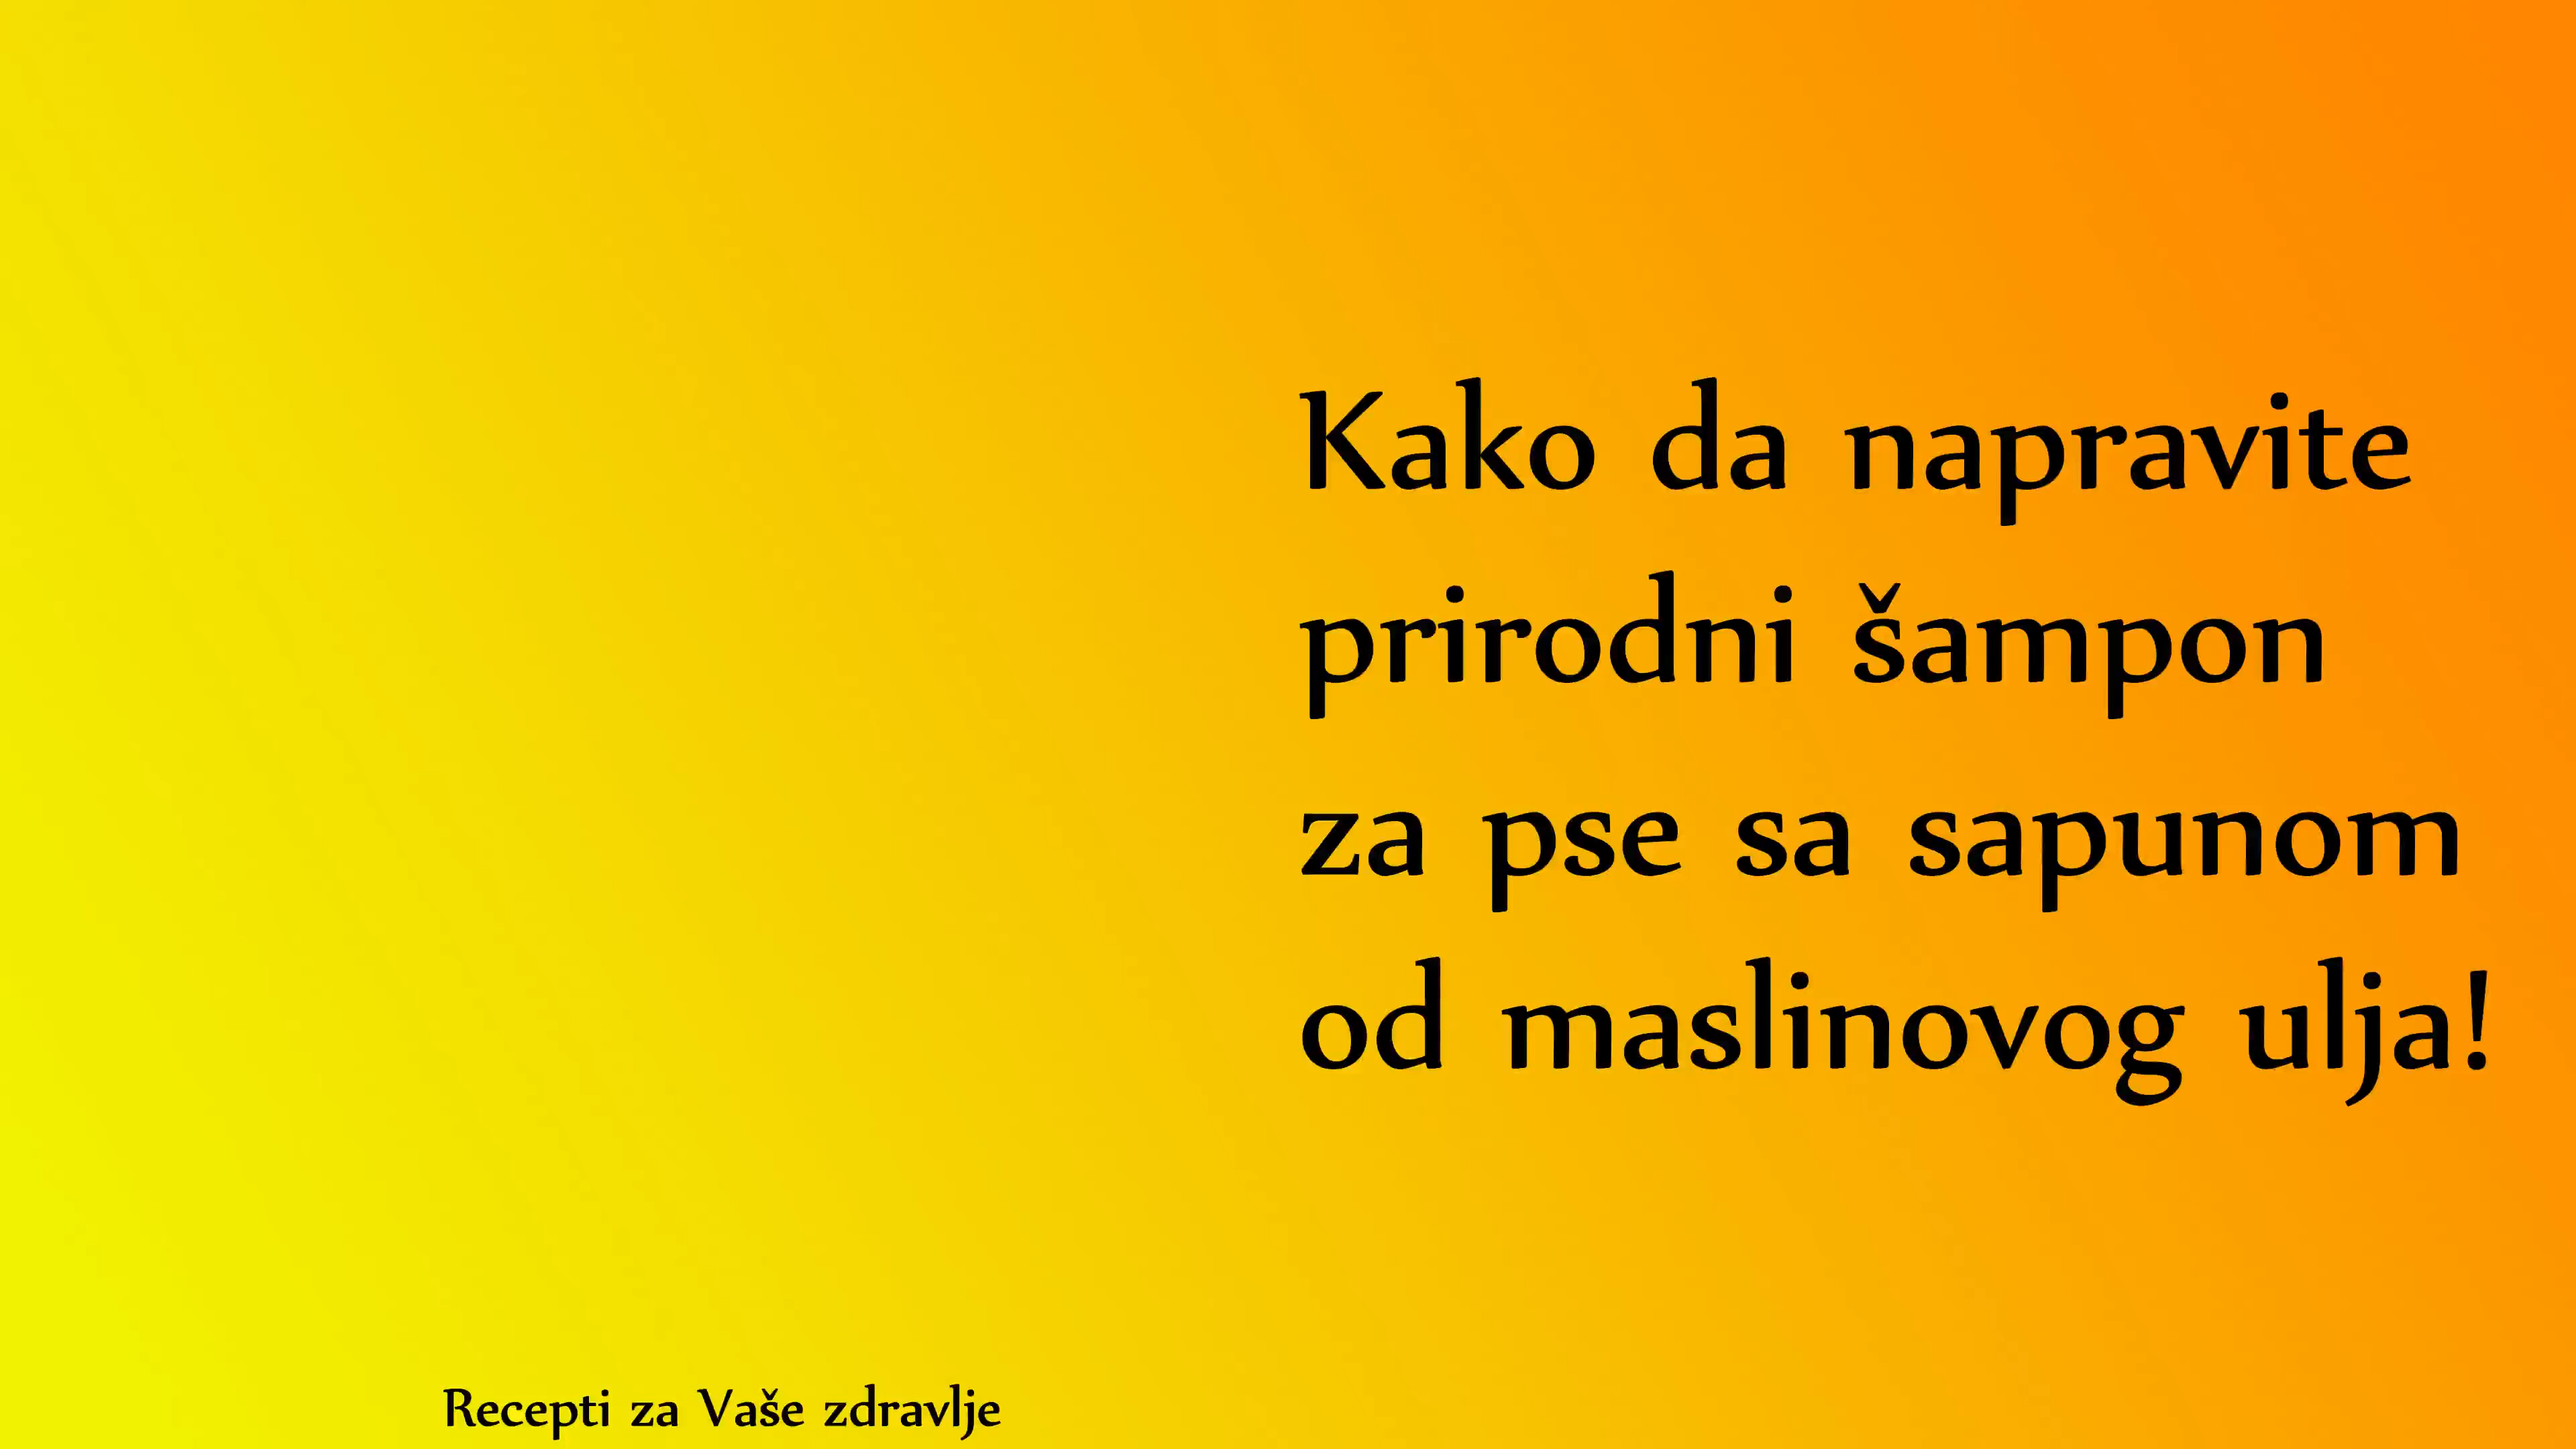 Kako da napravite
prirodni šampon
za pse sa sapunom
od maslinovog ulja!
Recepti za Vaše zdravlje